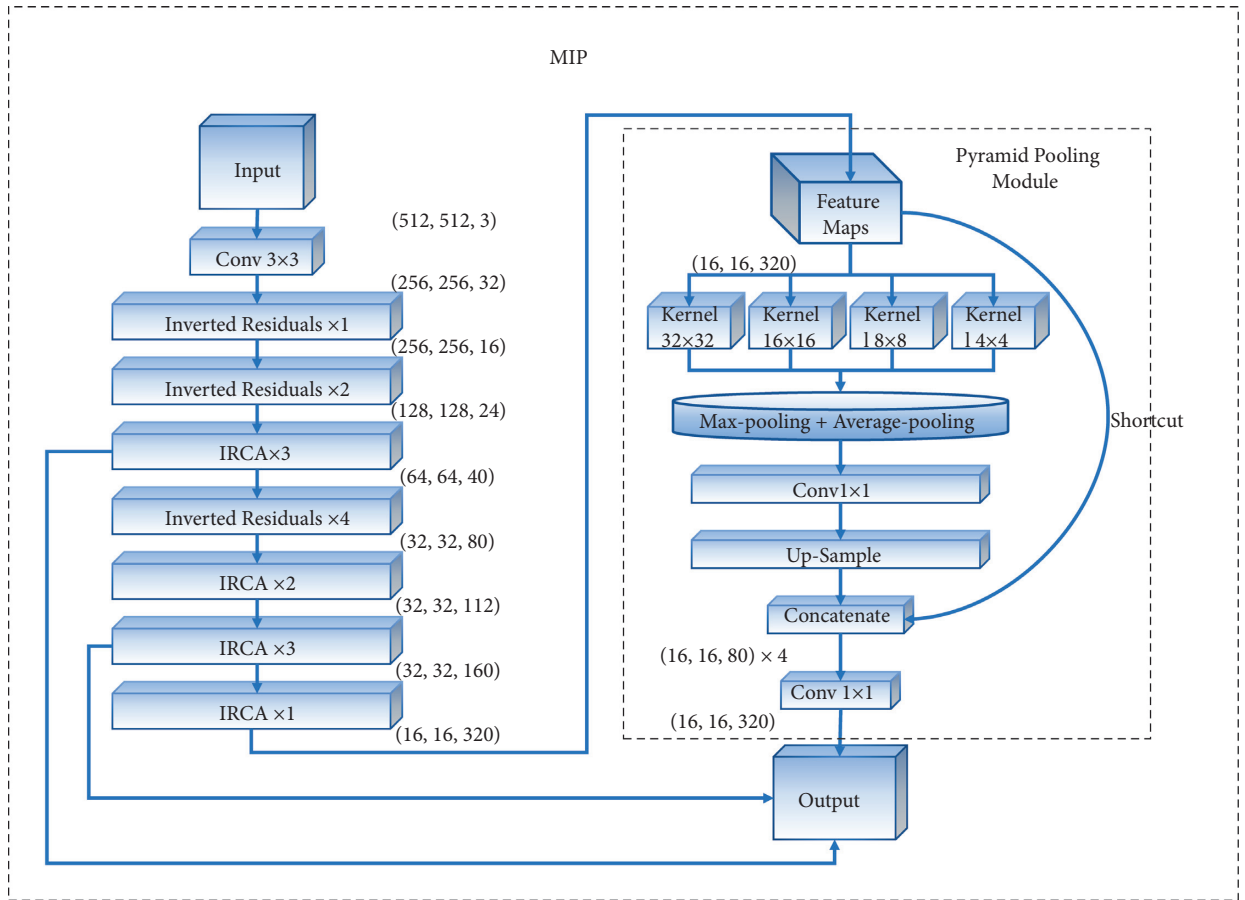 MIP
Input
(512, 512, 3)
Conv 3×3
(256, 256, 32)
Inverted Residuals ×1
(256, 256, 16)
Inverted Residuals ×2
(128, 128, 24)
IRCA×3
(64, 64, 40)
Inverted Residuals ×4
(32, 32, 80)
IRCA ×2
(32, 32, 112)
IRCA ×3
(32, 32, 160)
IRCA ×1
(16, 16, 320)
Pyramid Pooling
Module
Feature
Maps
(16, 16, 320)
Kernel
32×32
Kernel
16×16
Kernel
l 8×8
Kernel
l 4×4
Max-pooling + Average-pooling
Shortcut
Conv1×1
Up-Sample
Concatenate
(16, 16, 80) × 4
Conv 1×1
(16, 16, 320)
Output